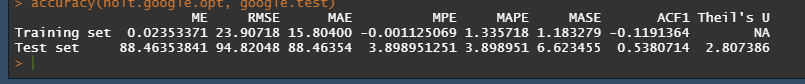 > accuracy(holt.google.opt, google.test)
ME RMSE MAE MPE MAPE MASE ACF1 Theil's U
Training set 0.02353371 23.90718 15.80400 -0.001125069 1.335718 1.183279 -0.1191364 NA
Test set 88.46353841 94.82048 88.46354 3.898951251 3.898951 6.623455 0.5380714 2.807386
>